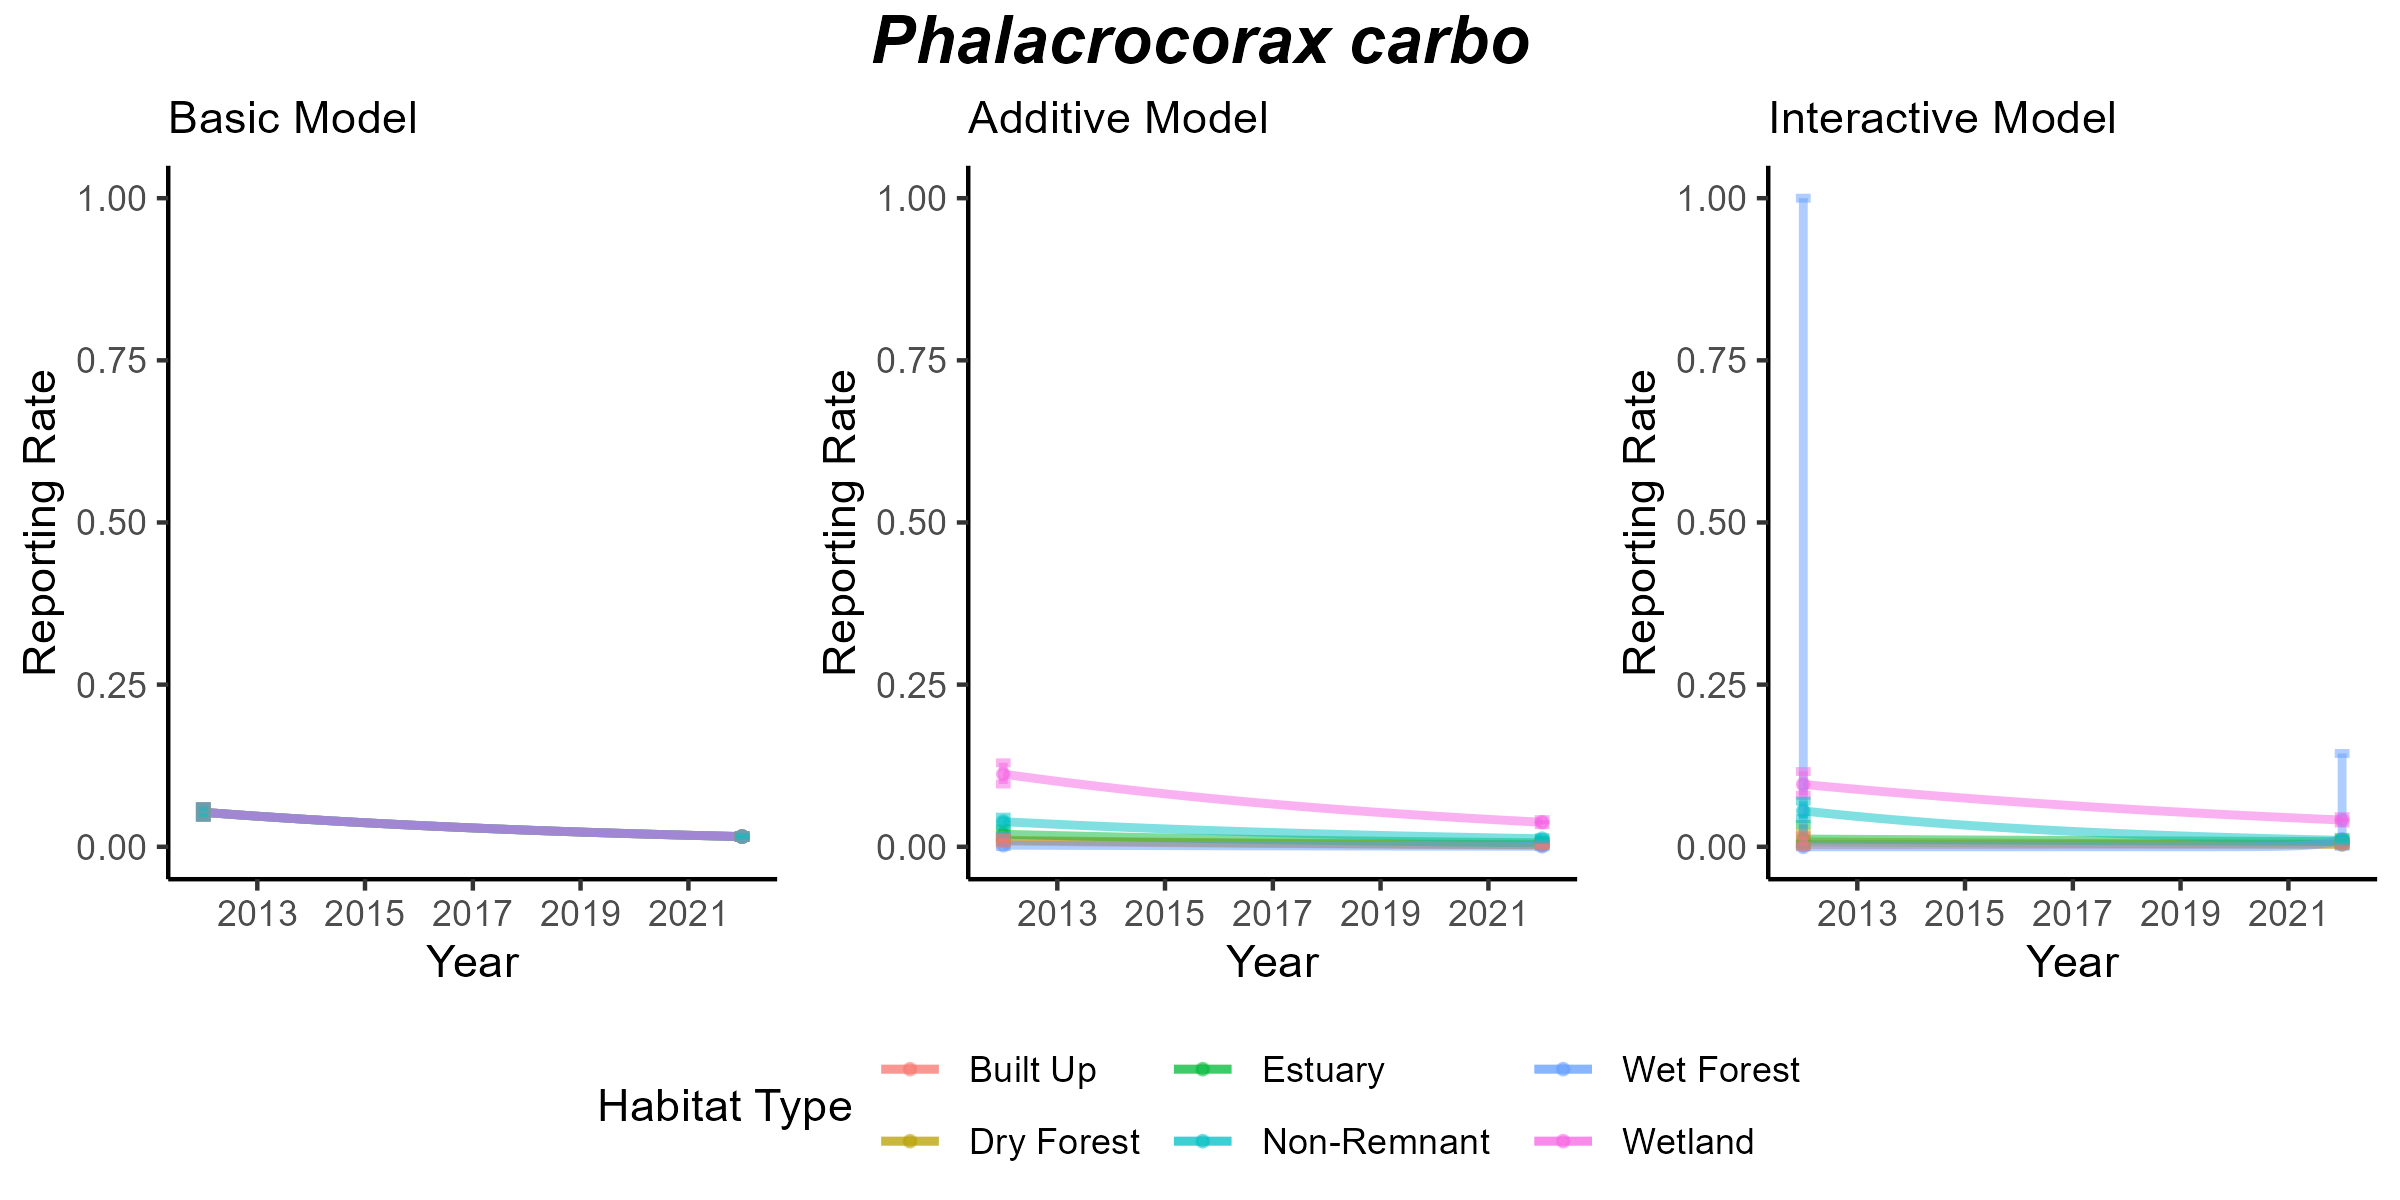 Phalacrocorax carbo
Basic Model
Additive Model
Interactive Model
Reporting Rate
1.00
0.75
0.50
0.25
0.00
2013 2015 2017 2019 2021
Year
Reporting Rate
1.00
0.75
0.50
0.25
0.00
2013 2015 2017 2019 2021
Year
Reporting Rate
1.00
0.75
0.50
0.25
0.00
2013 2015 2017 2019 2021
Year
Habitat Type
Built Up
Estuary
Wet Forest
Dry Forest
Non-Remnant
Wetland